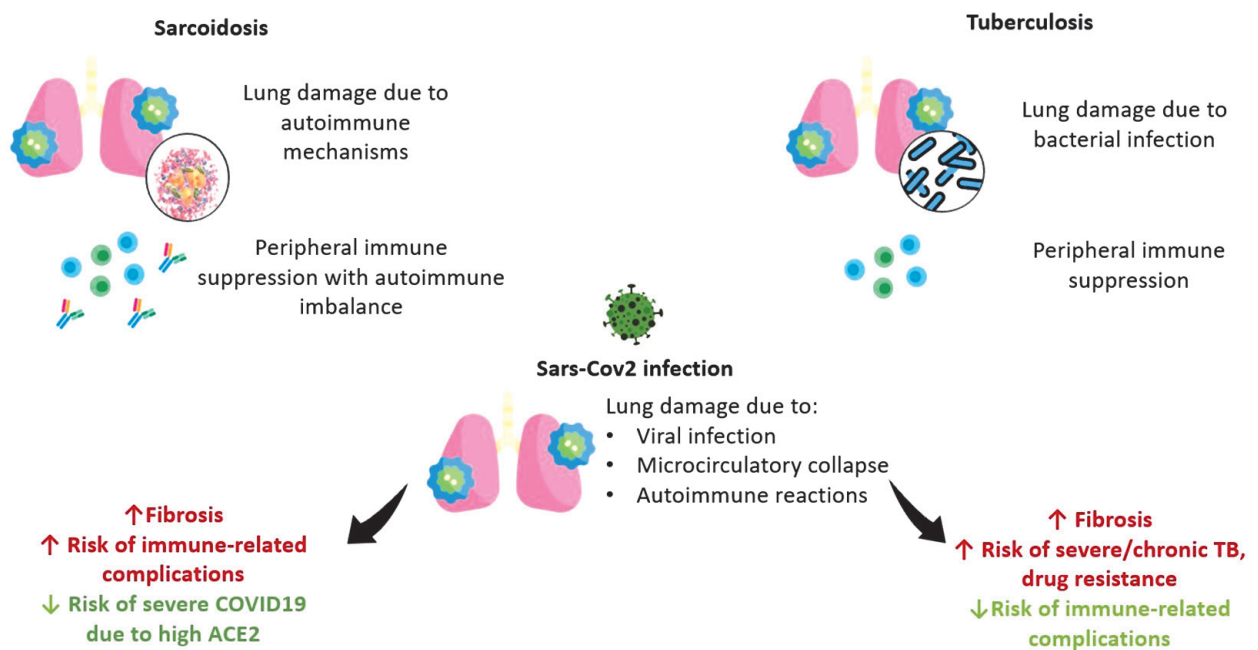 Sarcoidosis
Lung damage due to
autoimmune
mechanisms
Peripheral immune
suppression with autoimmune
imbalance
Tuberculosis
Lung damage due to
bacterial infection
Peripheral immune
suppression
Sars-Cov2 infection
Lung damage due to:
• Viral infection
• Microcirculatory collapse
• Autoimmune reactions
↑Fibrosis
↑ Risk of immune-related
complications
↓ Risk of severe COVID19
due to high ACE2
↑ Fibrosis
↑ Risk of severe/chronic TB,
drug resistance
↓Risk of immune-related
complications